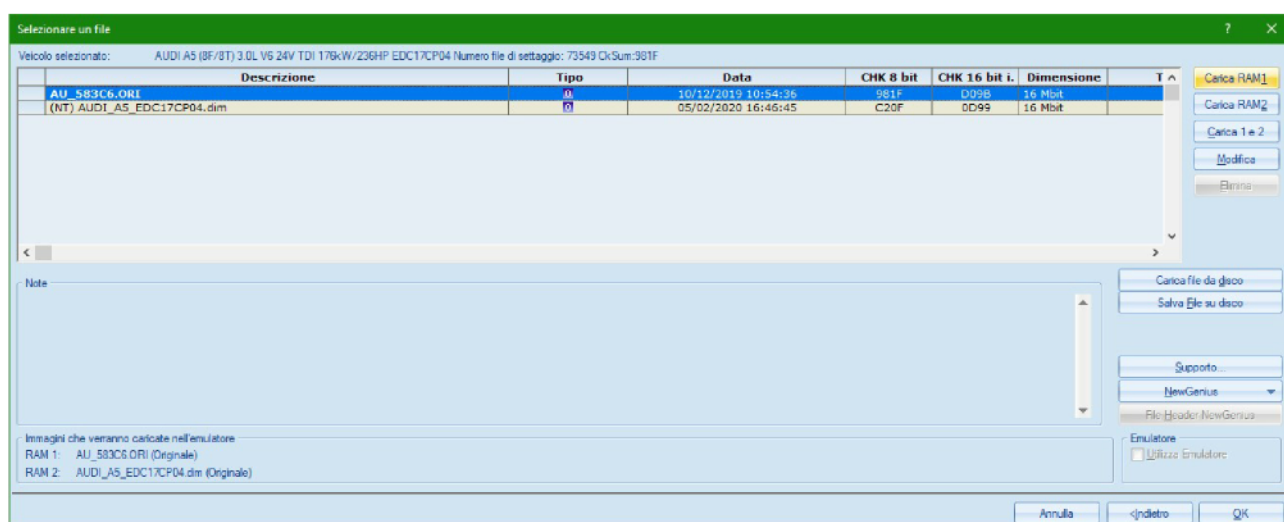 Selezionare un file ? ×
Veicolo selezionato: AUDI A5 (8F/8T) 3.0L V6 24V TDI 176kW/236HP EDC17CP04 Numero file di settaggio: 73549 CkSum:981F
Descrizione Tipo Data CHK 8 bit CHK 16 bit i. Dimensione T
AU_583C6.ORI 10/12/2019 10:54:36 981F D09B 16 Mbit
(NT) AUDI_A5_EDC17CP04.dim 05/02/2020 16:46:45 C20F 0D99 16 Mbit
Carica RAM1
Carica RAM2
Carica 1 e 2
Modifica
Elimina
Note
Carica file da disco
Salva File su disco
Supporto...
NewGenius
File Header NewGenius
Immagini che verranno caricate nell'emulatore
RAM 1: AU_583C6.ORI (Originale)
RAM 2: AUDI_A5_EDC17CP04.dim (Originale)
Emulatore
Utilizza Emulatore
Annulla <Indietro OK